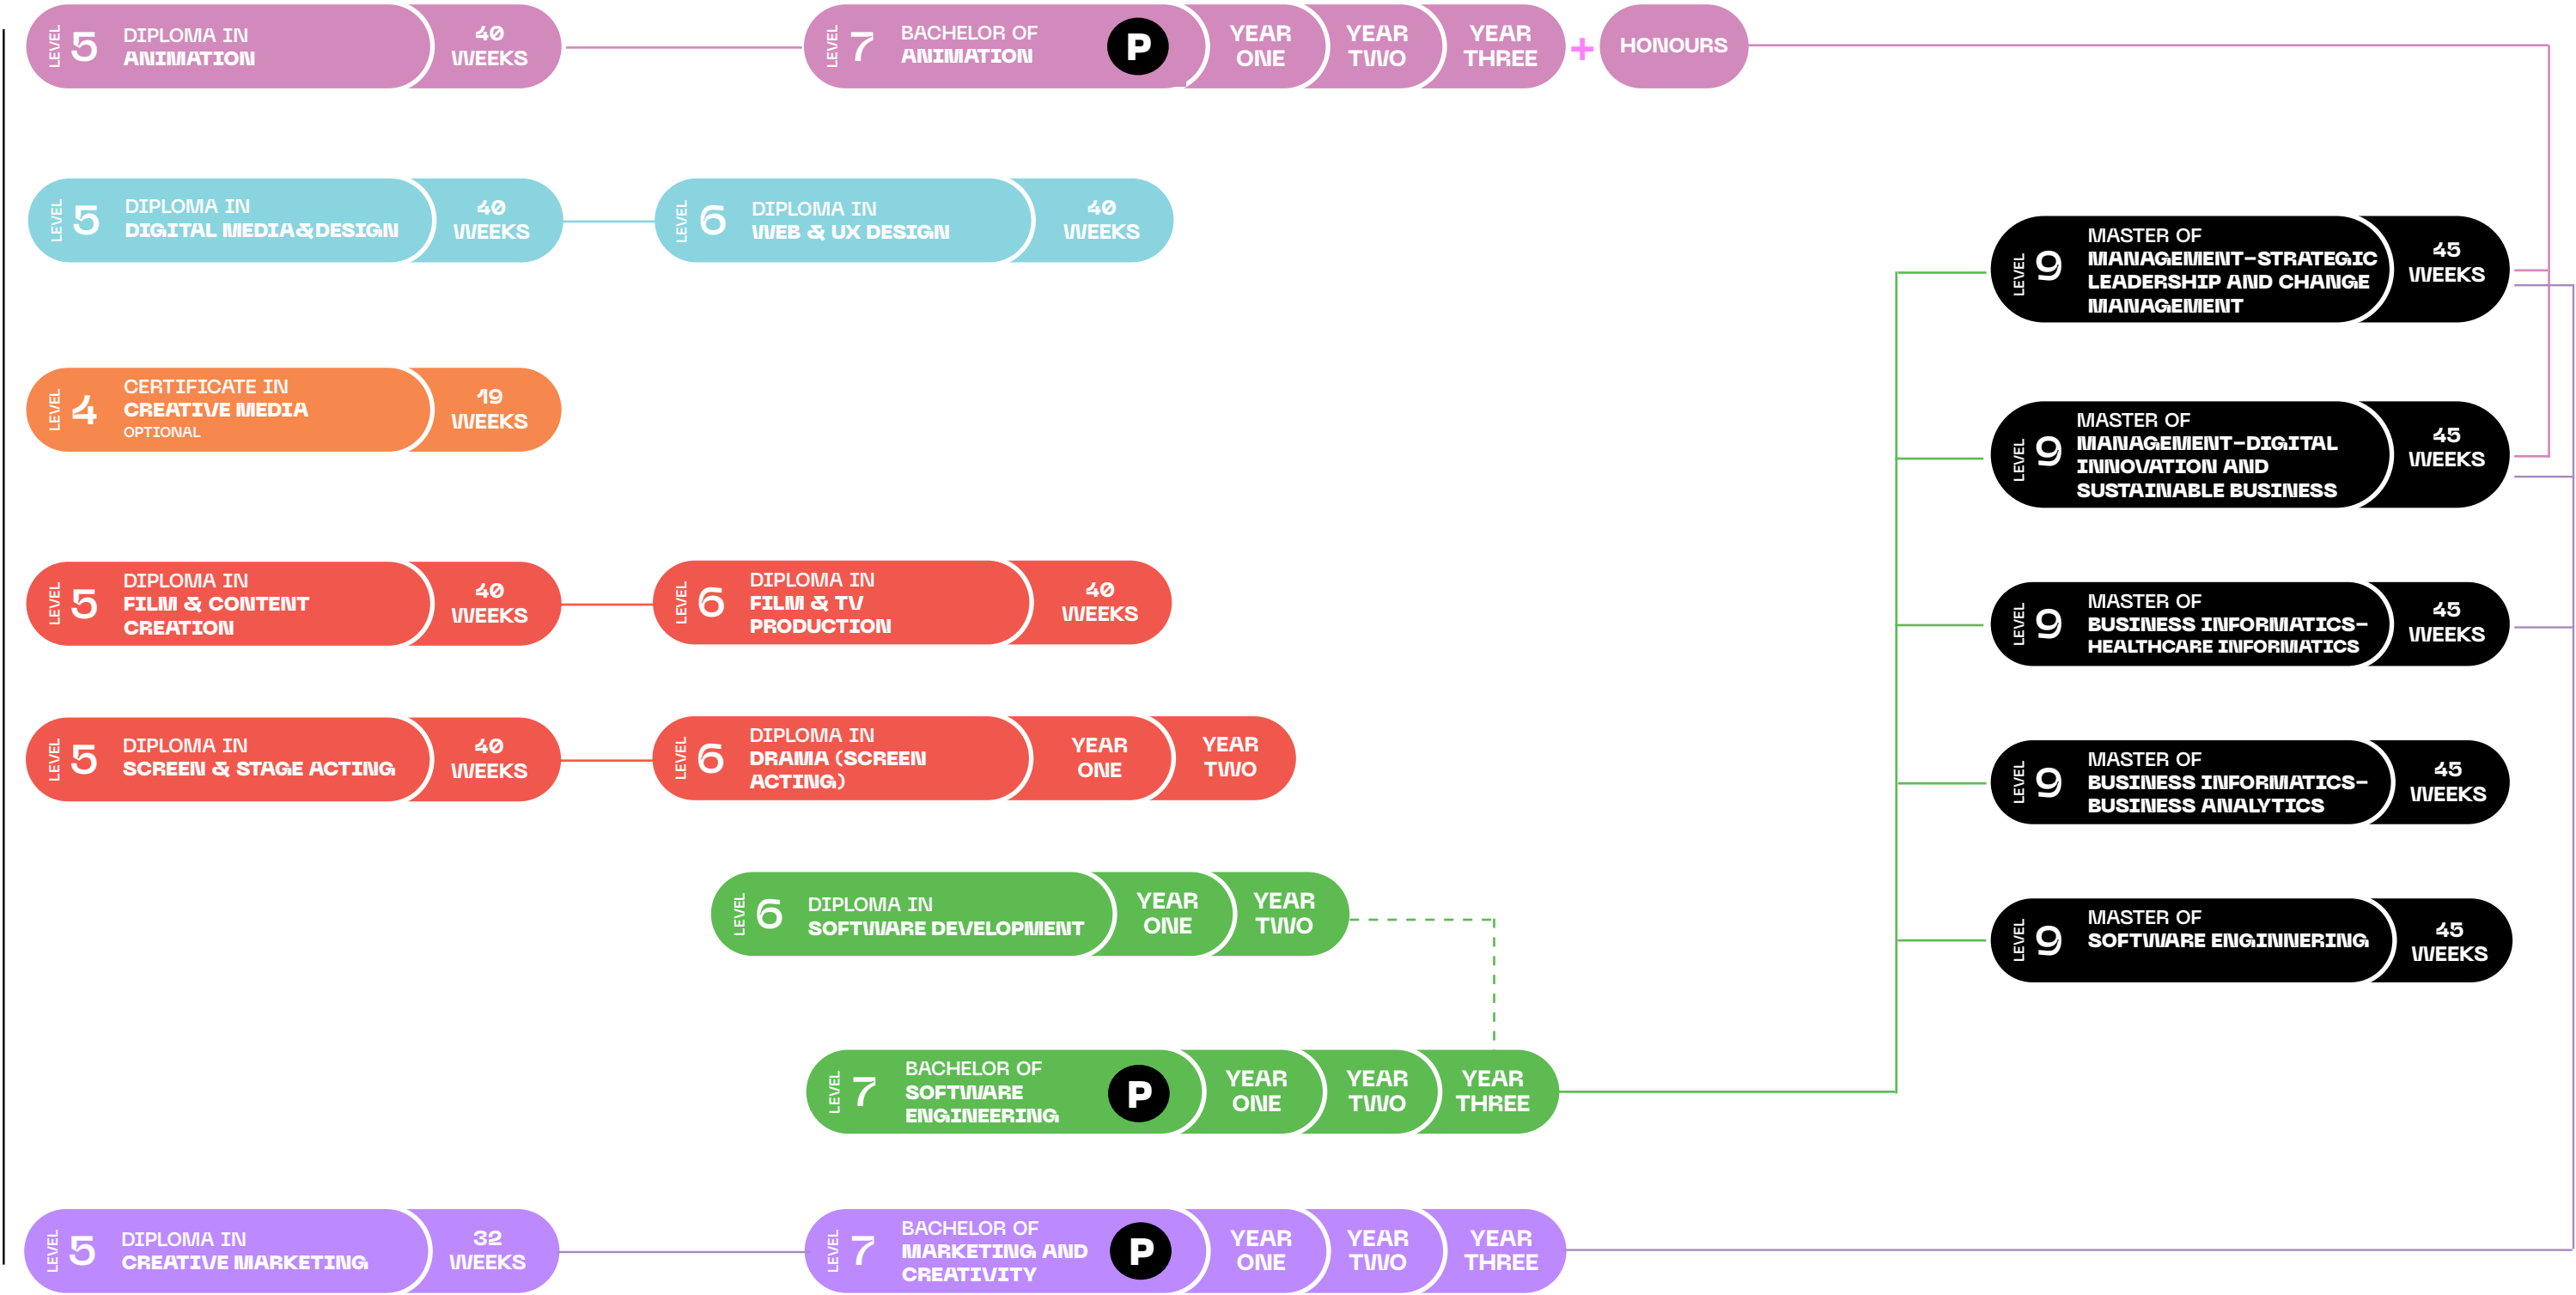 LEVEL 5
DIPLOMA IN
ANIMATION
40
WEEKS
LEVEL 7
BACHELOR OF
ANIMATION
P
YEAR
ONE
YEAR
TWO
YEAR
THREE
+
HONOURS
LEVEL 5
DIPLOMA IN
DIGITAL MEDIA&DESIGN
40
WEEKS
LEVEL 6
DIPLOMA IN
WEB & UX DESIGN
40
WEEKS
LEVEL 9
MASTER OF
MANAGEMENT-STRATEGIC
LEADERSHIP AND CHANGE
MANAGEMENT
45
WEEKS
LEVEL 4
CERTIFICATE IN
CREATIVE MEDIA
OPTIONAL
19
WEEKS
LEVEL 9
MASTER OF
MANAGEMENT-DIGITAL
INNOVATION AND
SUSTAINABLE BUSINESS
45
WEEKS
LEVEL 5
DIPLOMA IN
FILM & CONTENT
CREATION
40
WEEKS
LEVEL 6
DIPLOMA IN
FILM & TV
PRODUCTION
40
WEEKS
LEVEL 9
MASTER OF
BUSINESS INFORMATICS-
HEALTHCARE INFORMATICS
45
WEEKS
LEVEL 5
DIPLOMA IN
SCREEN & STAGE ACTING
40
WEEKS
LEVEL 6
DIPLOMA IN
DRAMA (SCREEN
ACTING)
YEAR
ONE
YEAR
TWO
LEVEL 9
MASTER OF
BUSINESS INFORMATICS-
BUSINESS ANALYTICS
45
WEEKS
LEVEL 6
DIPLOMA IN
SOFTWARE DEVELOPMENT
YEAR
ONE
YEAR
TWO
LEVEL 9
MASTER OF
SOFTWARE ENGINNERING
45
WEEKS
LEVEL 7
BACHELOR OF
SOFTWARE
ENGINEERING
P
YEAR
ONE
YEAR
TWO
YEAR
THREE
LEVEL 5
DIPLOMA IN
CREATIVE MARKETING
32
WEEKS
LEVEL 7
BACHELOR OF
MARKETING AND
CREATIVITY
P
YEAR
ONE
YEAR
TWO
YEAR
THREE